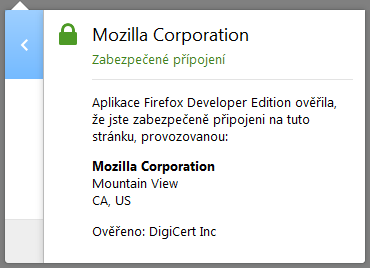 Mozilla Corporation
Zabezpečené přípojení
Aplikace Firefox Developer Edition ověřila,
že jste zabezpečeně připojeni na tuto
stránku, provozovanou:
Mozilla Corporation
Mountain View
CA, US
Ověřeno: DigiCert Inc